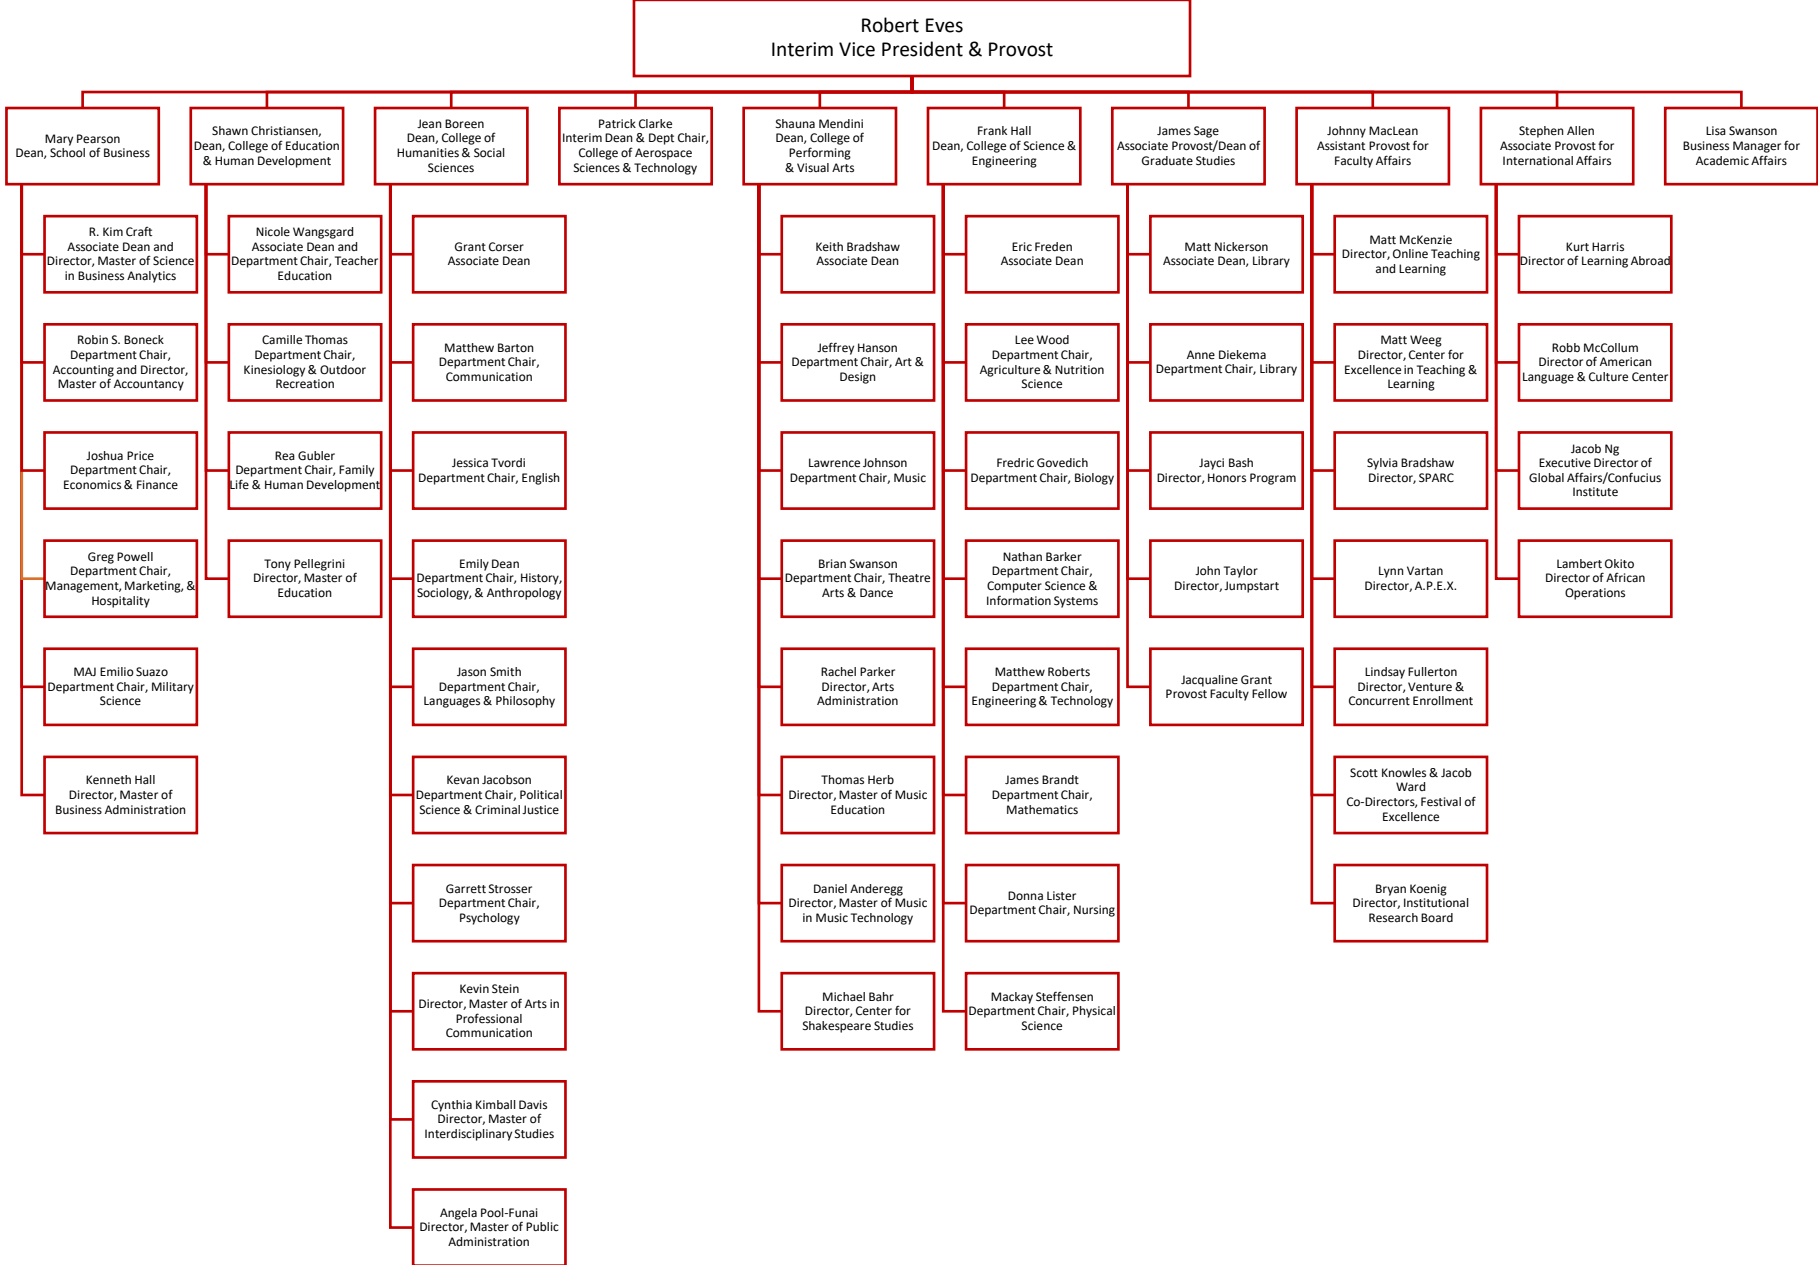 Robert Eves
Interim Vice President & Provost
Mary Pearson
Dean, School of Business
Shawn Christiansen,
Dean, College of Education
& Human Development
Jean Boreen
Dean, College of
Humanities & Social
Sciences
Patrick Clarke
Interim Dean & Dept Chair,
College of Aerospace
Sciences & Technology
Shauna Mendini
Dean, College of
Performing
& Visual Arts
Frank Hall
Dean, College of Science &
Engineering
James Sage
Associate Provost/Dean of
Graduate Studies
Johnny MacLean
Assistant Provost for
Faculty Affairs
Stephen Allen
Associate Provost for
International Affairs
Lisa Swanson
Business Manager for
Academic Affairs
R. Kim Craft
Associate Dean and
Director, Master of Science
in Business Analytics
Robin S. Boneck
Department Chair,
Accounting and Director,
Master of Accountancy
Joshua Price
Department Chair,
Economics & Finance
Greg Powell
Department Chair,
Management, Marketing, &
Hospitality
MAJ Emilio Suazo
Department Chair, Military
Science
Kenneth Hall
Director, Master of
Business Administration
Nicole Wangsgard
Associate Dean and
Department Chair, Teacher
Education
Camille Thomas
Department Chair,
Kinesiology & Outdoor
Recreation
Rea Gubler
Department Chair, Family
Life & Human Development
Tony Pellegrini
Director, Master of
Education
Grant Corser
Associate Dean
Matthew Barton
Department Chair,
Communication
Jessica Tvordi
Department Chair, English
Emily Dean
Department Chair, History,
Sociology, & Anthropology
Jason Smith
Department Chair,
Languages & Philosophy
Kevan Jacobson
Department Chair, Political
Science & Criminal Justice
Garrett Strosser
Department Chair,
Psychology
Kevin Stein
Director, Master of Arts in
Professional
Communication
Cynthia Kimball Davis
Director, Master of
Interdisciplinary Studies
Angela Pool-Funai
Director, Master of Public
Administration
Keith Bradshaw
Associate Dean
Jeffrey Hanson
Department Chair, Art &
Design
Lawrence Johnson
Department Chair, Music
Brian Swanson
Department Chair, Theatre
Arts & Dance
Rachel Parker
Director, Arts
Administration
Thomas Herb
Director, Master of Music
Education
Daniel Anderegg
Director, Master of Music
in Music Technology
Michael Bahr
Director, Center for
Shakespeare Studies
Eric Freden
Associate Dean
Lee Wood
Department Chair,
Agriculture & Nutrition
Science
Fredric Govedich
Department Chair, Biology
Nathan Barker
Department Chair,
Computer Science &
Information Systems
Matthew Roberts
Department Chair,
Engineering & Technology
James Brandt
Department Chair,
Mathematics
Donna Lister
Department Chair, Nursing
Mackay Steffensen
Department Chair, Physical
Science
Matt Nickerson
Associate Dean, Library
Anne Diekema
Department Chair, Library
Jayci Bash
Director, Honors Program
John Taylor
Director, Jumpstart
Jacqualine Grant
Provost Faculty Fellow
Matt McKenzie
Director, Online Teaching
and Learning
Matt Weeg
Director, Center for
Excellence in Teaching &
Learning
Sylvia Bradshaw
Director, SPARC
Lynn Vartan
Director, A.P.E.X.
Lindsay Fullerton
Director, Venture &
Concurrent Enrollment
Scott Knowles & Jacob
Ward
Co-Directors, Festival of
Excellence
Bryan Koenig
Director, Institutional
Research Board
Kurt Harris
Director of Learning Abroad
Robb McCollum
Director of American
Language & Culture Center
Jacob Ng
Executive Director of
Global Affairs/Confucius
Institute
Lambert Okito
Director of African
Operations